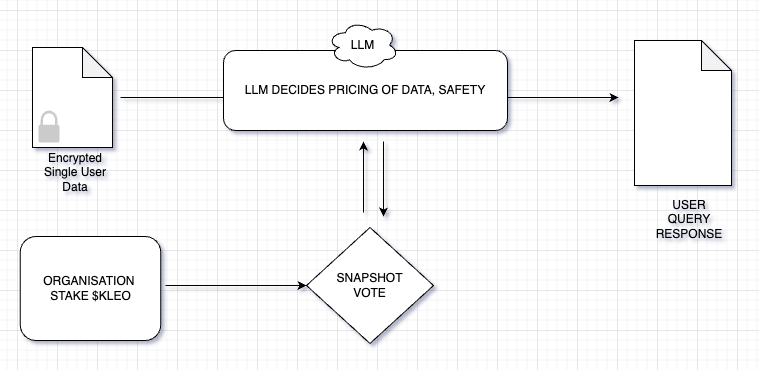 LLM
LLM DECIDES PRICING OF DATA, SAFETY
Encrypted
Single User
Data
USER
QUERY
RESPONSE
ORGANISATION
STAKE $KLEO
SNAPSHOT
VOTE